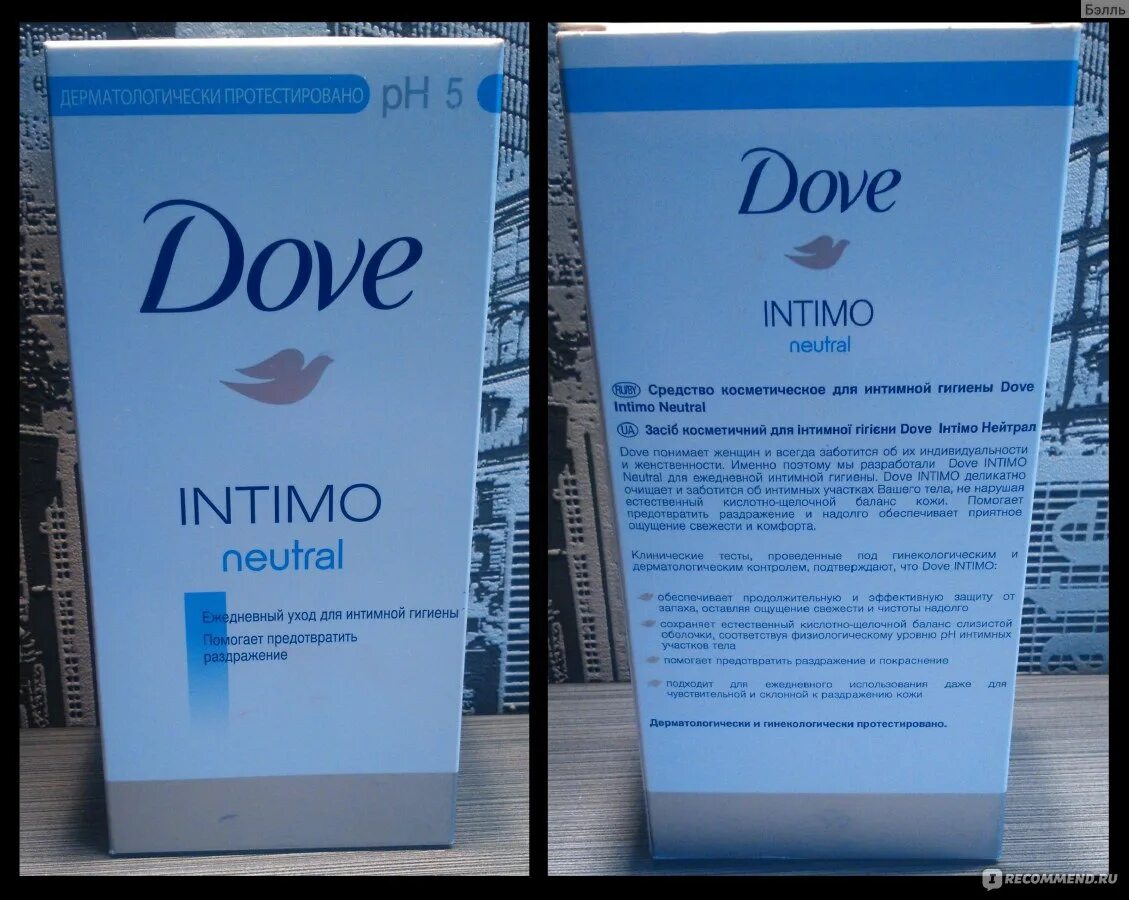 Бэлль
ДЕРМАТОЛОГИЧЕСКИ ПРОТЕСТИРОВАНО pH 5
Dove
INTIMO
neutral
Ежедневный уход для интимной гигиены
Помогает предотвратить
раздражение
Dove
INTIMO
neutral
RU/BY Средство косметическое для интимной гигиены Dove
Intimo Neutral
UA Засіб косметичний для інтимної гігієни Dove Інтімо Нейтрал
Dove понимает женщин и всегда заботится об их индивидуальности
и женственности. Именно поэтому мы разработали Dove INTIMO
Neutral для ежедневной интимной гигиены. Dove INTIMO деликатно
очищает и заботится об интимных участках Вашего тела, не нарушая
естественный кислотно-щелочной баланс кожи. Помогает
предотвратить раздражение и надолго обеспечивает приятное
ощущение свежести и комфорта.
Клинические тесты, проведенные под гинекологическим и
дерматологическим контролем, подтверждают, что Dove INTIMO:
обеспечивает продолжительную и эффективную защиту от
запаха, оставляя ощущение свежести и чистоты надолго
сохраняет естественный кислотно-щелочной баланс слизистой
оболочки, соответствуя физиологическому уровню pH интимных
участков тела
помогает предотвратить раздражение и покраснение
подходит для ежедневного использования даже для
чувствительной и склонной к раздражению кожи
Дерматологически и гинекологически протестировано.
IRECOMMEND.RU